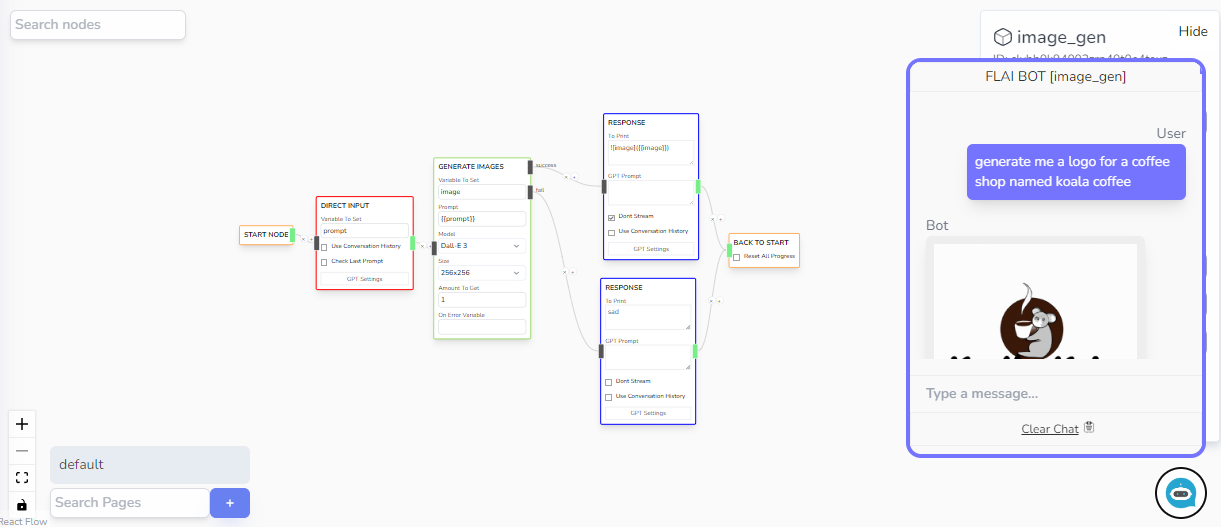 Search nodes
START NODE
DIRECT INPUT
Variable To Set
prompt
Use Conversation History
Check Last Prompt
GPT Settings
GENERATE IMAGES
Variable To Set
image
Prompt
{{prompt}}
Model
Dall-E 3
Size
256x256
Amount To Get
1
On Error Variable
success
fail
RESPONSE
To Print
![image]({{image}})
GPT Prompt
Dont Stream
Use Conversation History
GPT Settings
RESPONSE
To Print
sad
GPT Prompt
Dont Stream
Use Conversation History
GPT Settings
BACK TO START
Reset All Progress
image_gen
Hide
FLAI BOT [image_gen]
User
generate me a logo for a coffee
shop named koala coffee
Bot
Type a message...
Clear Chat
default
Search Pages
+
React Flow